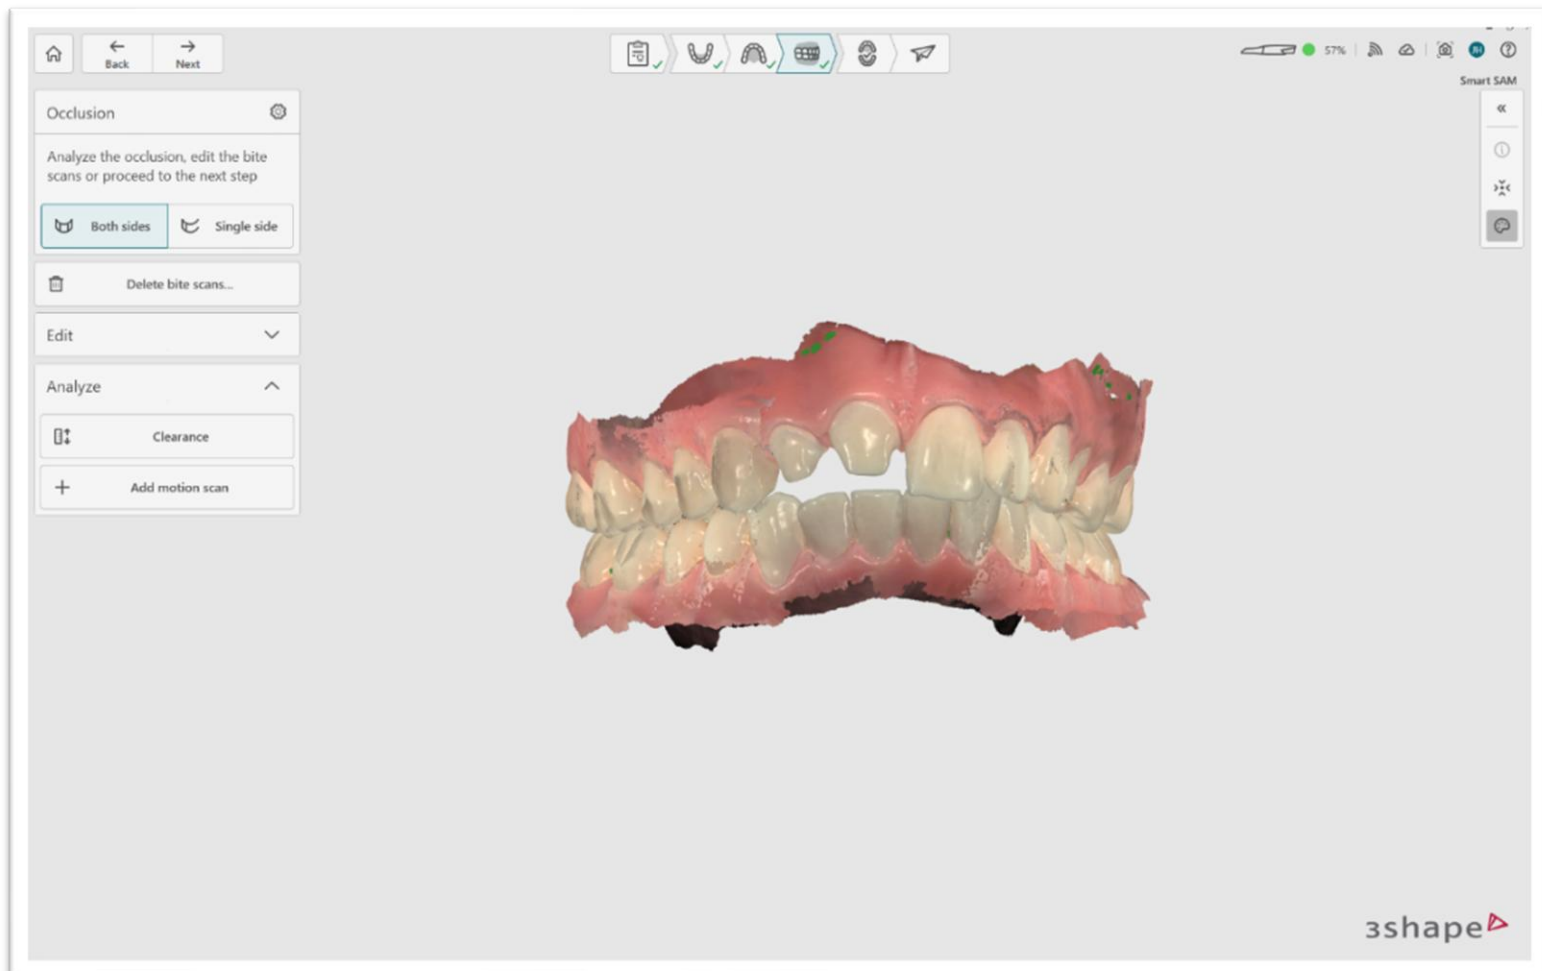 Back
Next
57%
Smart SAM
Occlusion
Analyze the occlusion, edit the bite
scans or proceed to the next step
Both sides
Single side
Delete bite scans...
Edit
Analyze
Clearance
Add motion scan
3shape